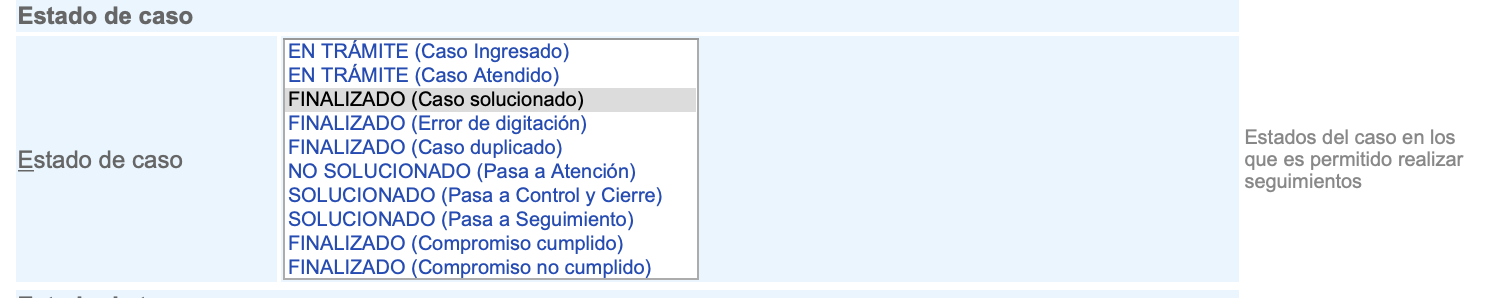 Estado de caso
Estado de caso
EN TRÁMITE (Caso Ingresado)
EN TRÁMITE (Caso Atendido)
FINALIZADO (Caso solucionado)
FINALIZADO (Error de digitación)
FINALIZADO (Caso duplicado)
NO SOLUCIONADO (Pasa a Atención)
SOLUCIONADO (Pasa a Control y Cierre)
SOLUCIONADO (Pasa a Seguimiento)
FINALIZADO (Compromiso cumplido)
FINALIZADO (Compromiso no cumplido)
Estados del caso en los
que es permitido realizar
seguimientos